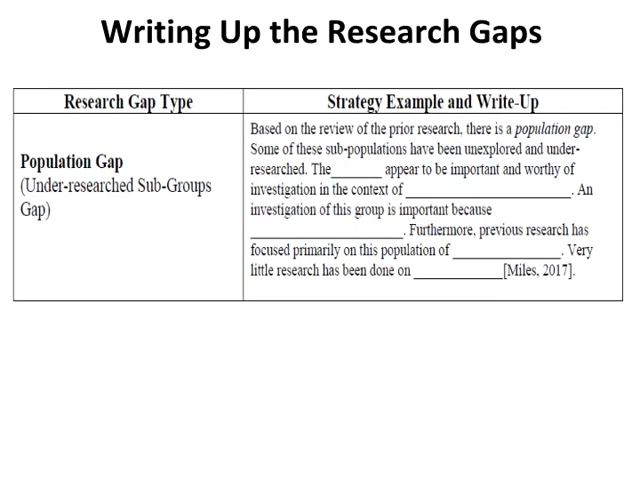 Writing Up the Research Gaps
Research Gap Type
Strategy Example and Write-Up
Population Gap
(Under-researched Sub-Groups
Gap)
Based on the review of the prior research, there is a population gap.
Some of these sub-populations have been unexplored and under-
researched. The_______ appear to be important and worthy of
investigation in the context of _______________________. An
investigation of this group is important because
_____________________. Furthermore, previous research has
focused primarily on this population of _______________. Very
little research has been done on ____________[Miles, 2017].